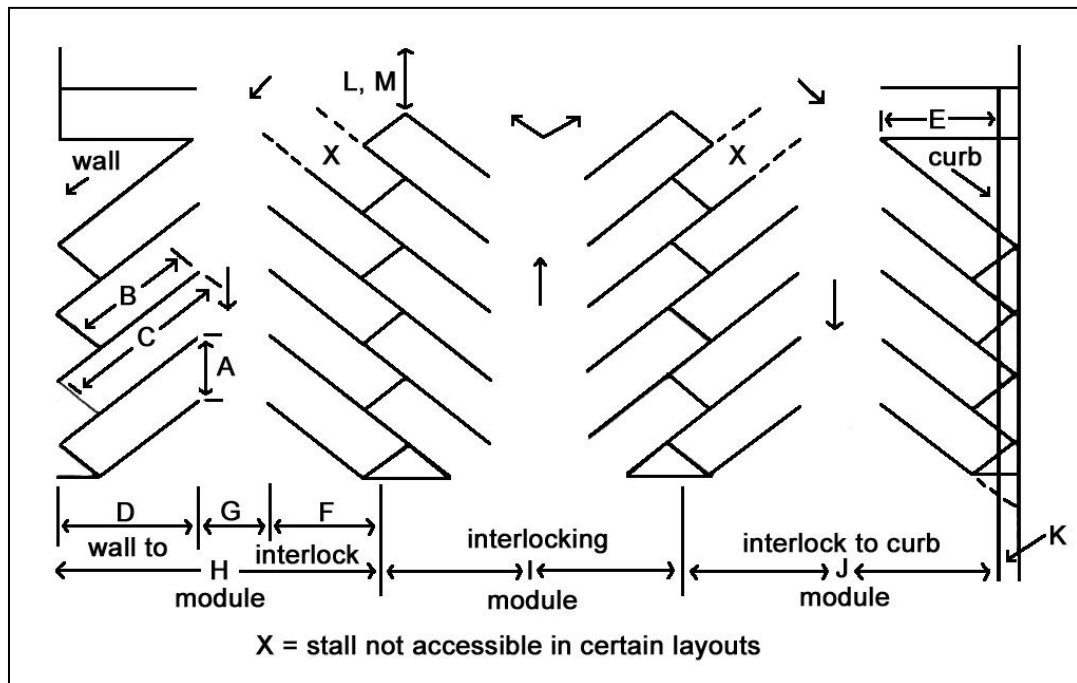 L, M
X
X
E
wall
curb
B
C
A
D
G
F
K
wall to
interlock
interlocking
interlock to curb
H
I
J
module
module
module
X = stall not accessible in certain layouts